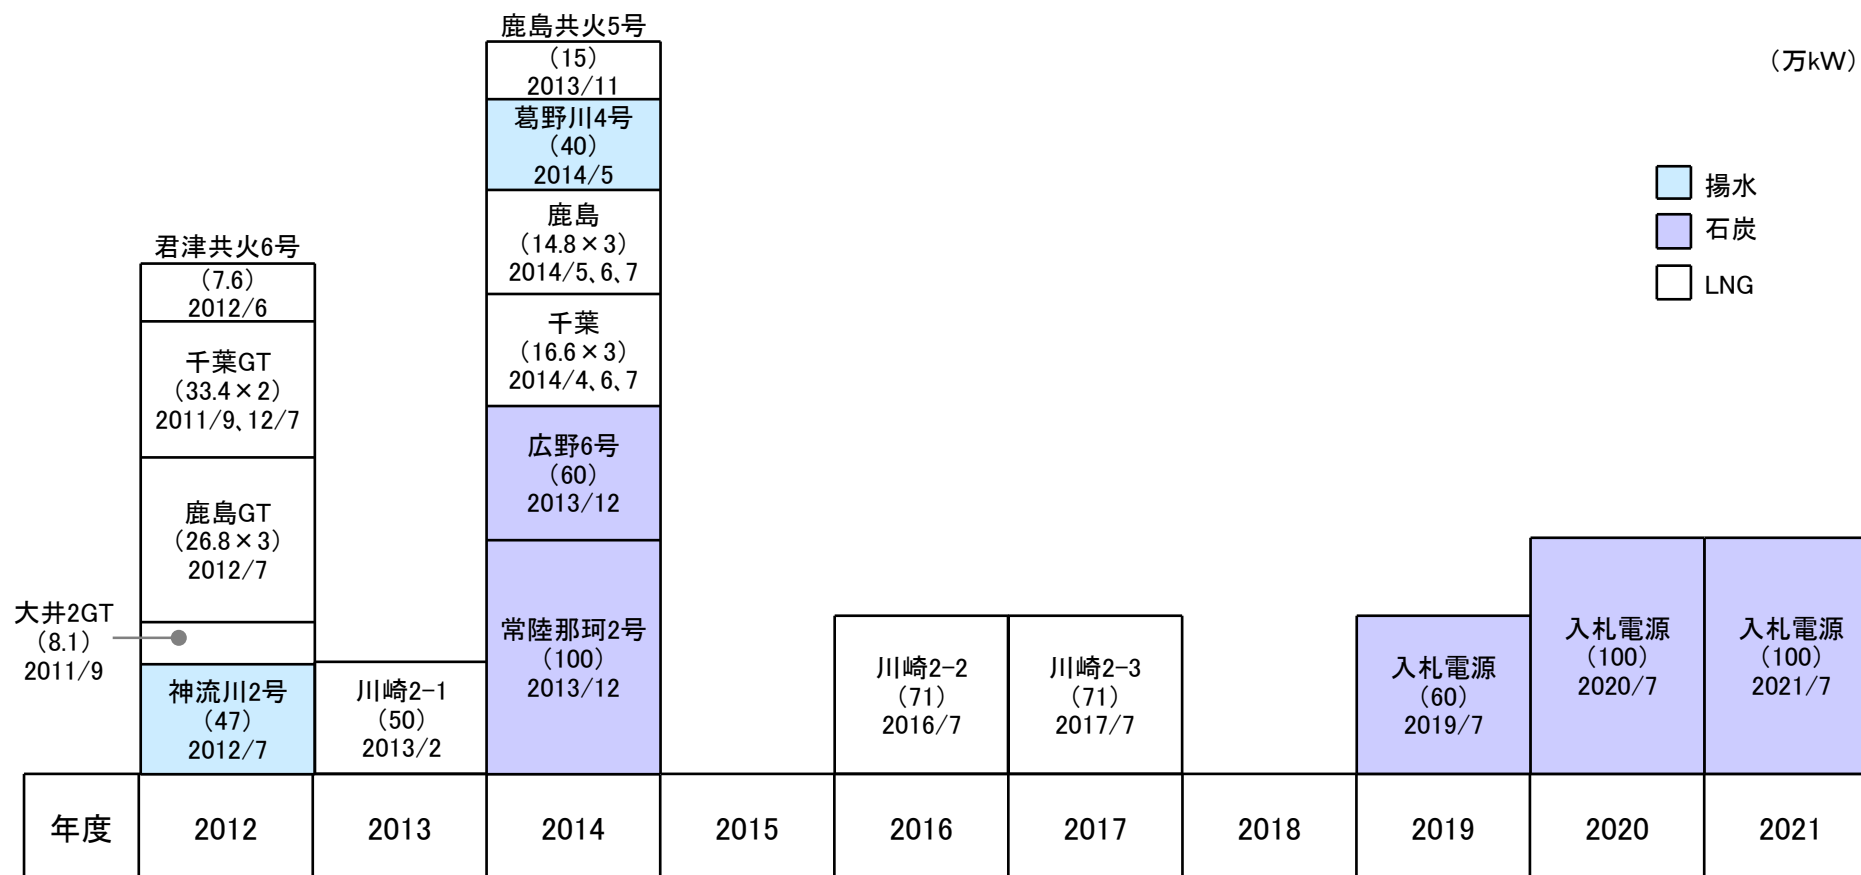 （万kW）
揚水
石炭
LNG
君津共火6号
（7.6）
2012/6
千葉GT
（33.4×2）
2011/9、12/7
鹿島GT
（26.8×3）
2012/7
大井2GT
（8.1）
2011/9
神流川2号
（47）
2012/7
川崎2-1
（50）
2013/2
鹿島共火5号
（15）
2013/11
葛野川4号
（40）
2014/5
鹿島
（14.8×3）
2014/5、6、7
千葉
（16.6×3）
2014/4、6、7
広野6号
（60）
2013/12
常陸那珂2号
（100）
2013/12
川崎2-2
（71）
2016/7
川崎2-3
（71）
2017/7
入札電源
（60）
2019/7
入札電源
（100）
2020/7
入札電源
（100）
2021/7
年度 2012 2013 2014 2015 2016 2017 2018 2019 2020 2021